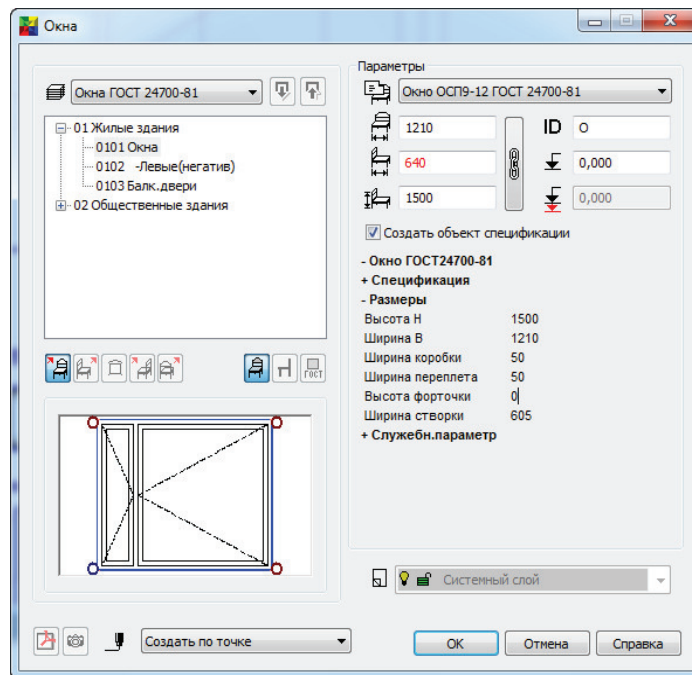 Окна
Окна ГОСТ 24700-81
01 Жилые здания
0101 Окна
0102 -Левые(негатив)
0103 Балк.двери
02 Общественные здания
ГОСТ
Создать по точке
Параметры
Окно ОСП9-12 ГОСТ 24700-81
1210
ID O
640
0,000
1500
0,000
Создать объект спецификации
- Окно ГОСТ24700-81
+ Спецификация
- Размеры
Высота H 1500
Ширина B 1210
Ширина коробки 50
Ширина переплета 50
Высота форточки 0
Ширина створки 605
+ Служебн.параметр
Системный слой
OK Отмена Справка